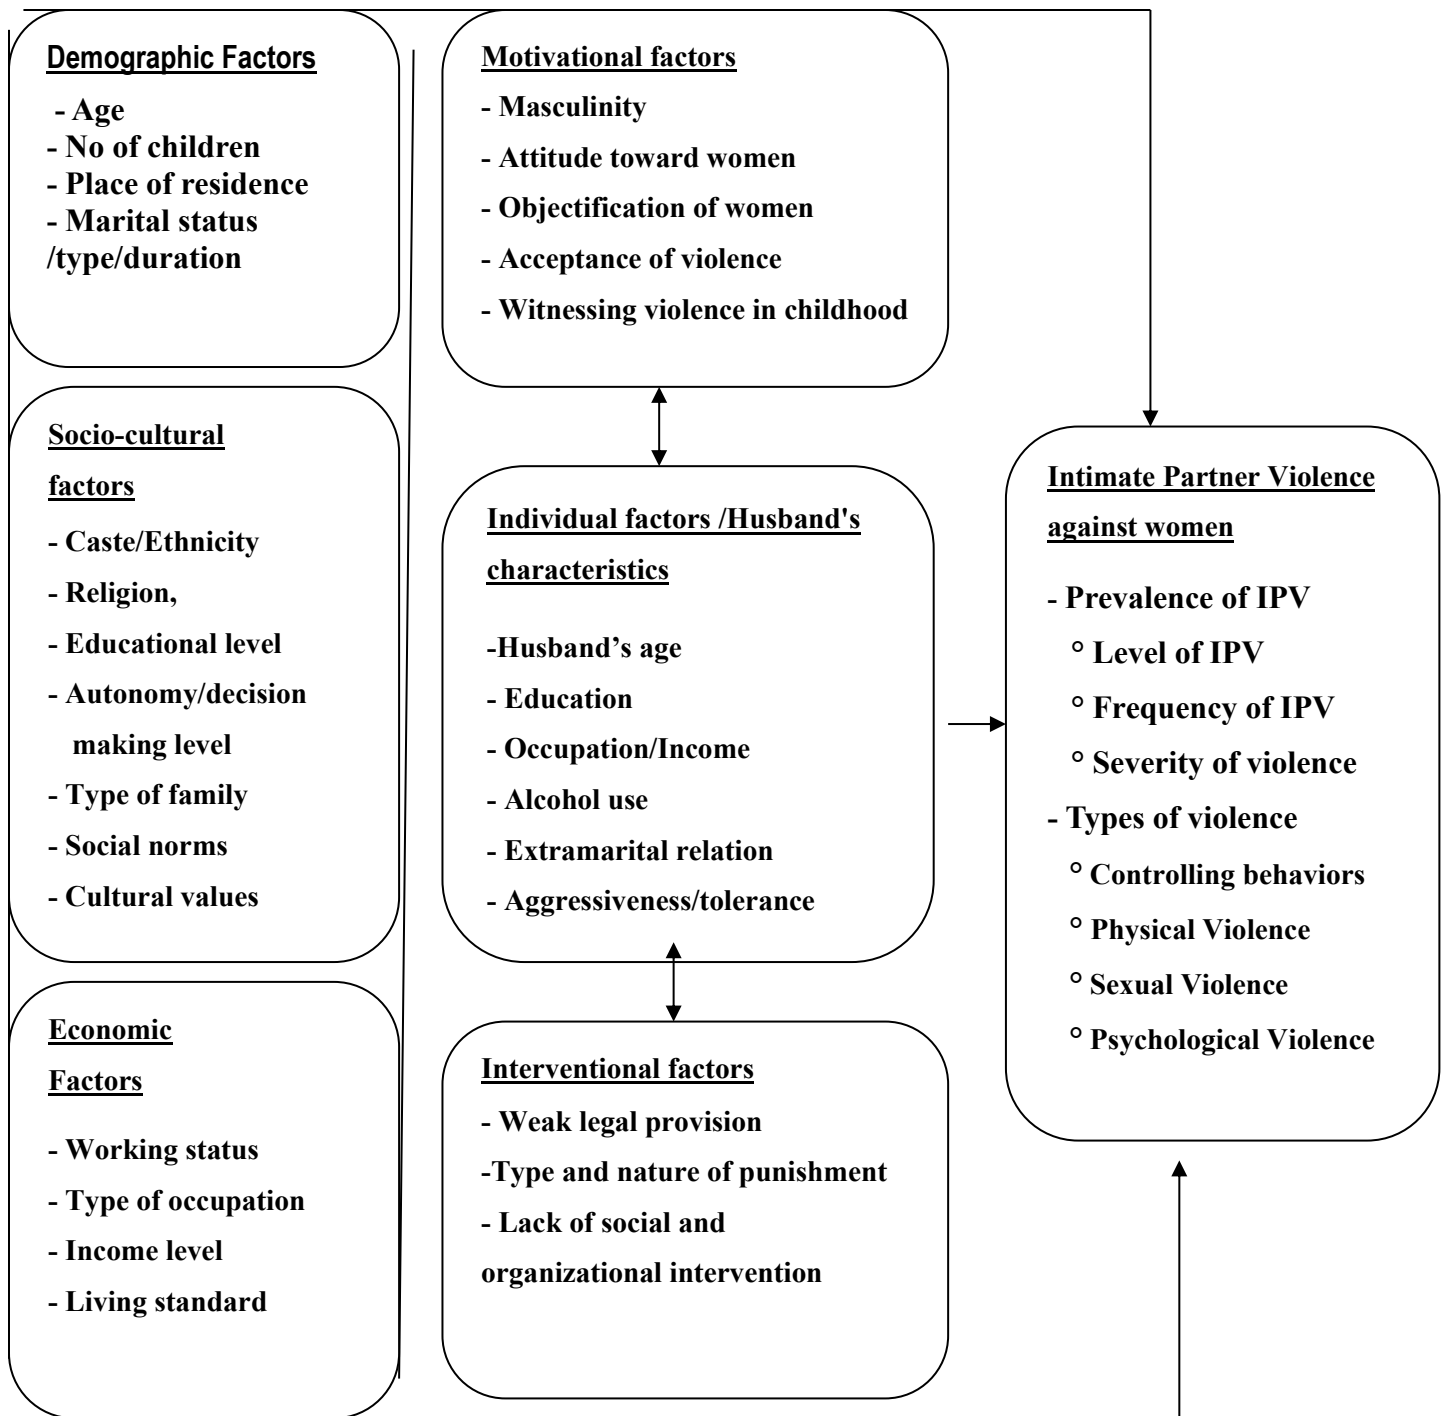 Demographic Factors
- Age
- No of children
- Place of residence
- Marital status
/type/duration
Socio-cultural
factors
- Caste/Ethnicity
- Religion,
- Educational level
- Autonomy/decision
making level
- Type of family
- Social norms
- Cultural values
Economic
Factors
- Working status
- Type of occupation
- Income level
- Living standard
Motivational factors
- Masculinity
- Attitude toward women
- Objectification of women
- Acceptance of violence
- Witnessing violence in childhood
Individual factors /Husband's
characteristics
-Husband’s age
- Education
- Occupation/Income
- Alcohol use
- Extramarital relation
- Aggressiveness/tolerance
Interventional factors
- Weak legal provision
-Type and nature of punishment
- Lack of social and
organizational intervention
Intimate Partner Violence
against women
- Prevalence of IPV
° Level of IPV
° Frequency of IPV
° Severity of violence
- Types of violence
° Controlling behaviors
° Physical Violence
° Sexual Violence
° Psychological Violence